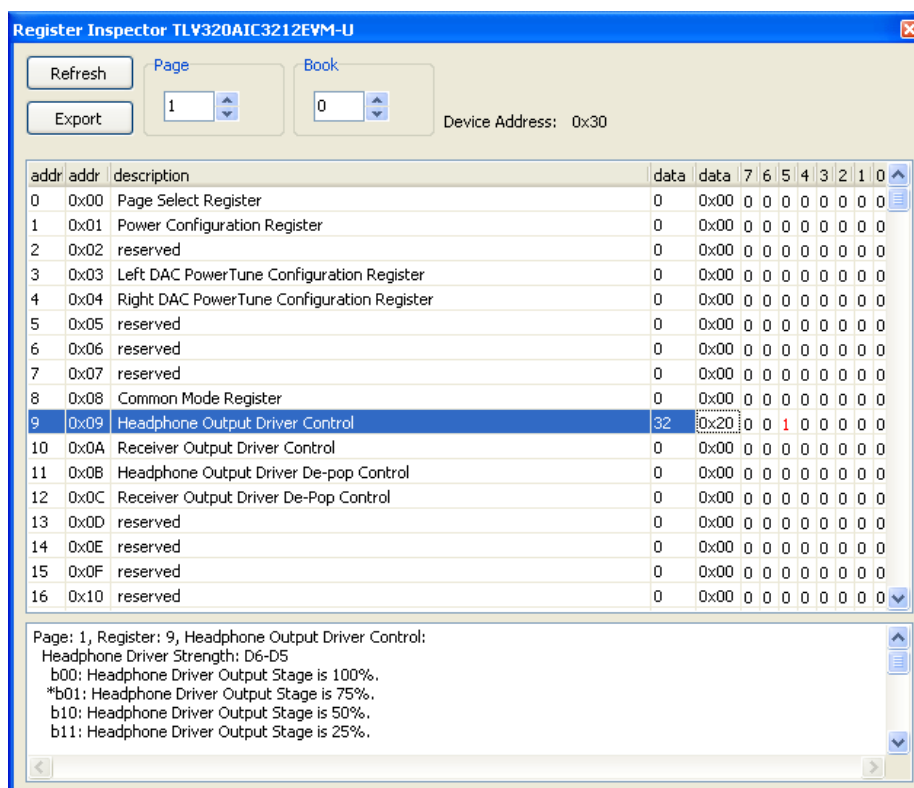 Register Inspector TLV320AIC3212EVM-U
Refresh
Page
Book
1
0
Export
Device Address: 0x30
addr addr description data data 7 6 5 4 3 2 1 0
0 0x00 Page Select Register 0 0x00 0 0 0 0 0 0 0 0
1 0x01 Power Configuration Register 0 0x00 0 0 0 0 0 0 0 0
2 0x02 reserved 0 0x00 0 0 0 0 0 0 0 0
3 0x03 Left DAC PowerTune Configuration Register 0 0x00 0 0 0 0 0 0 0 0
4 0x04 Right DAC PowerTune Configuration Register 0 0x00 0 0 0 0 0 0 0 0
5 0x05 reserved 0 0x00 0 0 0 0 0 0 0 0
6 0x06 reserved 0 0x00 0 0 0 0 0 0 0 0
7 0x07 reserved 0 0x00 0 0 0 0 0 0 0 0
8 0x08 Common Mode Register 0 0x00 0 0 0 0 0 0 0 0
9 0x09 Headphone Output Driver Control 32 0x20 0 0 1 0 0 0 0 0
10 0x0A Receiver Output Driver Control 0 0x00 0 0 0 0 0 0 0 0
11 0x0B Headphone Output Driver De-pop Control 0 0x00 0 0 0 0 0 0 0 0
12 0x0C Receiver Output Driver De-Pop Control 0 0x00 0 0 0 0 0 0 0 0
13 0x0D reserved 0 0x00 0 0 0 0 0 0 0 0
14 0x0E reserved 0 0x00 0 0 0 0 0 0 0 0
15 0x0F reserved 0 0x00 0 0 0 0 0 0 0 0
16 0x10 reserved 0 0x00 0 0 0 0 0 0 0 0
Page: 1, Register: 9, Headphone Output Driver Control:
Headphone Driver Strength: D6-D5
b00: Headphone Driver Output Stage is 100%.
*b01: Headphone Driver Output Stage is 75%.
b10: Headphone Driver Output Stage is 50%.
b11: Headphone Driver Output Stage is 25%.